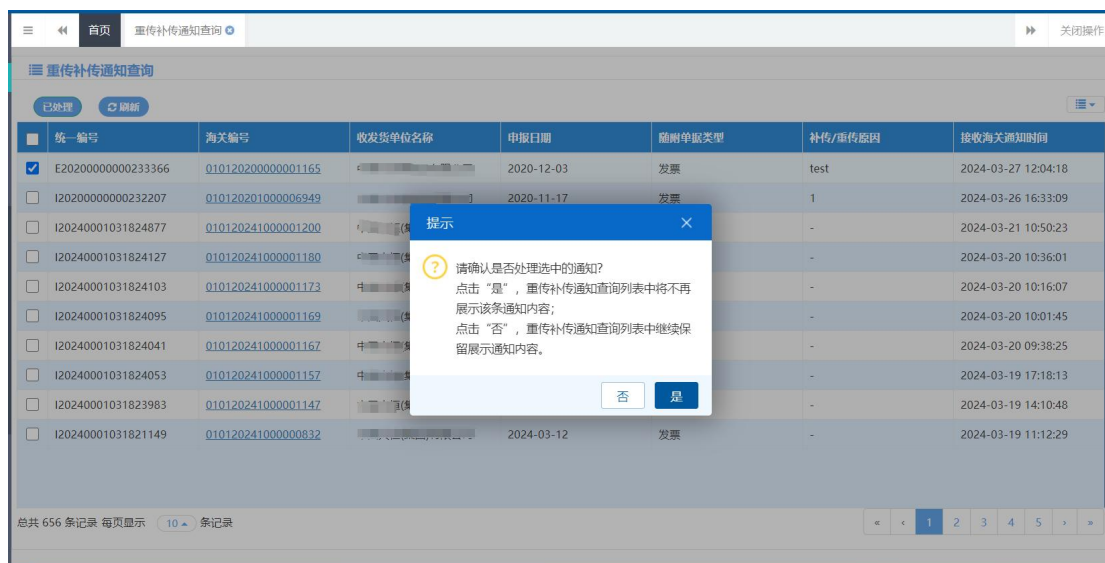 首页 重传补传通知查询 关闭操作
重传补传通知查询
已处理 刷新
统一编号 海关编号 收发货单位名称 申报日期 随附单据类型 补传/重传原因 接收海关通知时间
E20200000000233366 010120200000001165 2020-12-03 发票 test 2024-03-27 12:04:18
I20200000000232207 010120201000006949 2020-11-17 发票 1 2024-03-26 16:33:09
I20240001031824877 010120241000001200 - 2024-03-21 10:50:23
I20240001031824127 010120241000001180 - 2024-03-20 10:36:01
I20240001031824103 010120241000001173 - 2024-03-20 10:16:07
I20240001031824095 010120241000001169 - 2024-03-20 10:01:45
I20240001031824041 010120241000001167 - 2024-03-20 09:38:25
I20240001031824053 010120241000001157 - 2024-03-19 17:18:13
I20240001031823983 010120241000001147 - 2024-03-19 14:10:48
I20240001031821149 010120241000000832 2024-03-12 发票 - 2024-03-19 11:12:29
提示
请确认是否处理选中的通知?
点击“是”，重传补传通知查询列表中将不再
展示该条通知内容；
点击“否”，重传补传通知查询列表中继续保
留展示通知内容。
否 是
总共 656 条记录 每页显示 10 条记录 « ‹ 1 2 3 4 5 › »